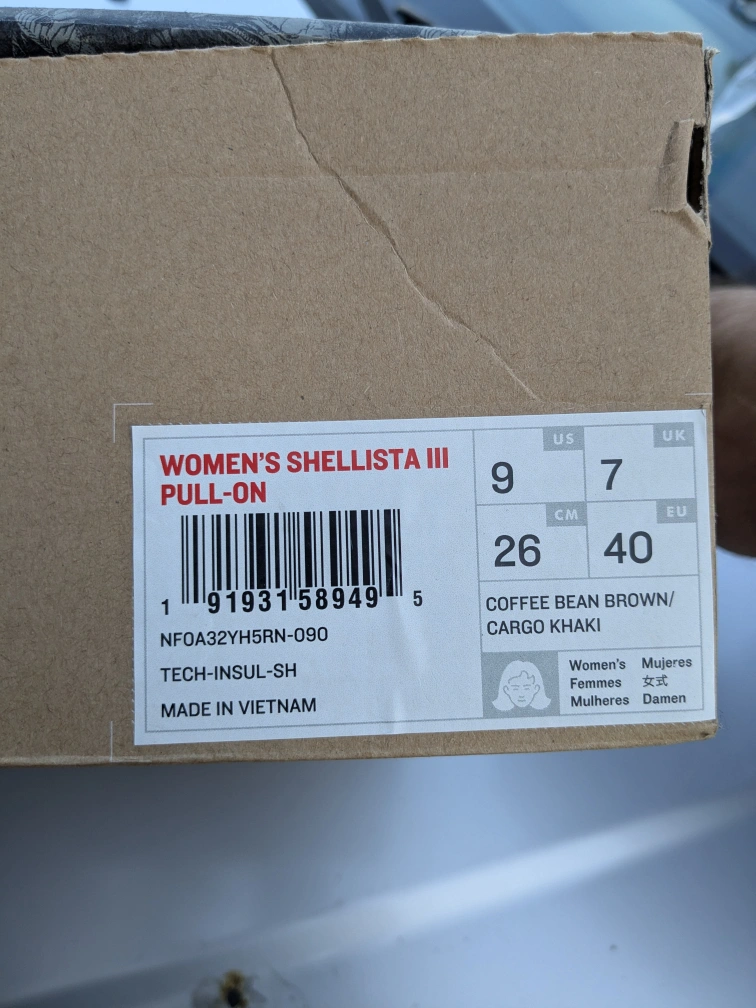 WOMEN'S SHELLISTA III
PULL-ON
1 91931 58949 5
NF0A32YH5RN-090
TECH-INSUL-SH
MADE IN VIETNAM
US
9
UK
7
CM
26
EU
40
COFFEE BEAN BROWN/
CARGO KHAKI
Women's Mujeres
Femmes 女式
Mulheres Damen